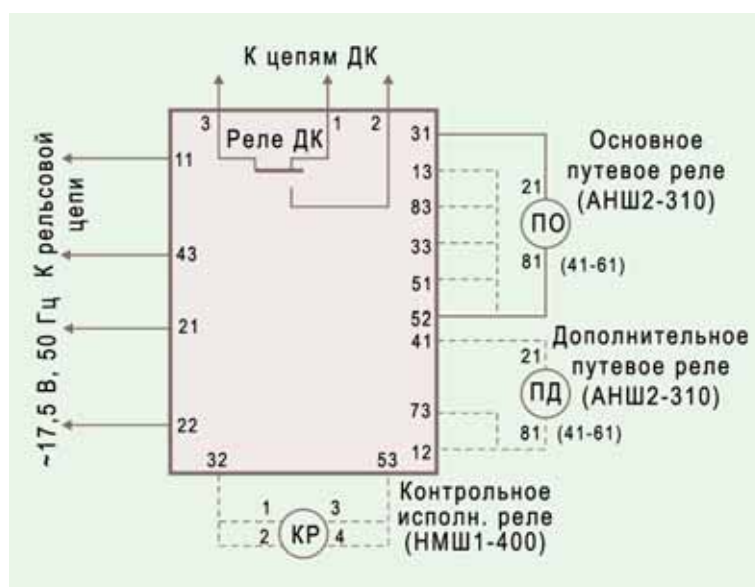 К цепям ДК
3 1 2
Реле ДК
11
43
21
22
К рельсовой
цепи
~17,5 В, 50 Гц
31
13
83
33
51
52
41
73
12
32 53
Основное
путевое реле
(АНШ2-310)
21
ПО
81 (41-61)
Дополнительное
путевое реле
(АНШ2-310)
21
ПД
81 (41-61)
Контрольное
исполн. реле
(НМШ1-400)
1 3
КР
2 4